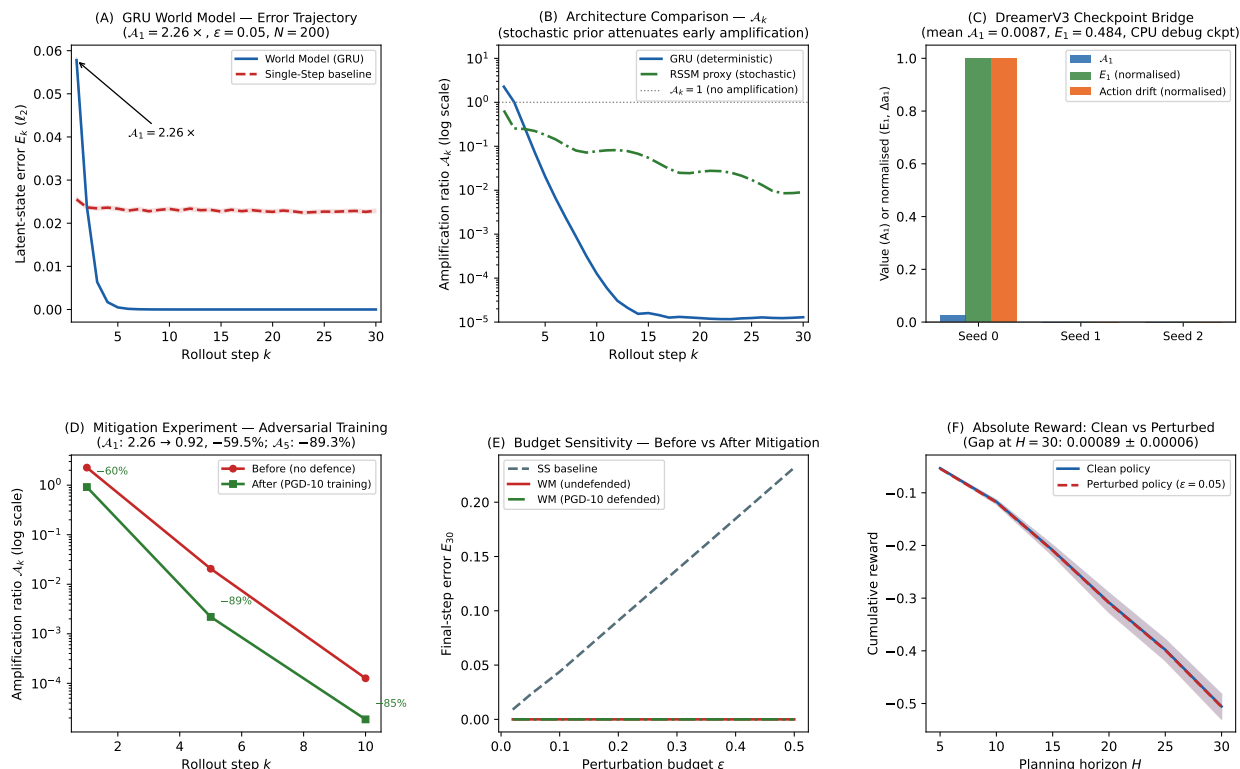 (A) GRU World Model — Error Trajectory
(𝒜₁ = 2.26 × , ε = 0.05, N = 200)
0.06
0.05
0.04
0.03
0.02
0.01
0.00
Latent-state error Eₖ (ℓ₂)
World Model (GRU)
Single-Step baseline
𝒜₁ = 2.26 ×
5 10 15 20 25 30
Rollout step k
(B) Architecture Comparison — 𝒜ₖ
(stochastic prior attenuates early amplification)
10¹
10⁰
10⁻¹
10⁻²
10⁻³
10⁻⁴
10⁻⁵
Amplification ratio 𝒜ₖ (log scale)
GRU (deterministic)
RSSM proxy (stochastic)
𝒜ₖ = 1 (no amplification)
5 10 15 20 25 30
Rollout step k
(C) DreamerV3 Checkpoint Bridge
(mean 𝒜₁ = 0.0087, E₁ = 0.484, CPU debug ckpt)
1.0
0.8
0.6
0.4
0.2
0.0
Value (A₁) or normalised (E₁, Δa₁)
𝒜₁
E₁ (normalised)
Action drift (normalised)
Seed 0 Seed 1 Seed 2
(D) Mitigation Experiment — Adversarial Training
(𝒜₁: 2.26 → 0.92, −59.5%; 𝒜₅: −89.3%)
10⁰
10⁻¹
10⁻²
10⁻³
10⁻⁴
Amplification ratio 𝒜ₖ (log scale)
Before (no defence)
After (PGD-10 training)
−60%
−89%
−85%
2 4 6 8 10
Rollout step k
(E) Budget Sensitivity — Before vs After Mitigation
0.20
0.15
0.10
0.05
0.00
Final-step error E₃₀
SS baseline
WM (undefended)
WM (PGD-10 defended)
0.0 0.1 0.2 0.3 0.4 0.5
Perturbation budget ε
(F) Absolute Reward: Clean vs Perturbed
(Gap at H = 30: 0.00089 ± 0.00006)
−0.1
−0.2
−0.3
−0.4
−0.5
Cumulative reward
Clean policy
Perturbed policy (ε = 0.05)
5 10 15 20 25 30
Planning horizon H